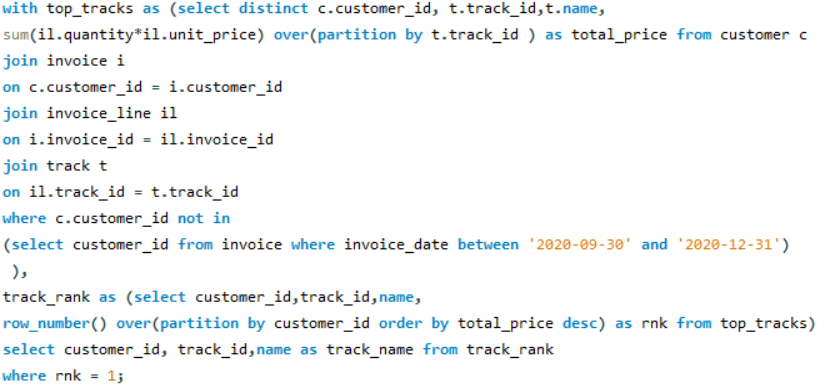 with top_tracks as (select distinct c.customer_id, t.track_id,t.name,
sum(il.quantity*il.unit_price) over(partition by t.track_id ) as total_price from customer c
join invoice i
on c.customer_id = i.customer_id
join invoice_line il
on i.invoice_id = il.invoice_id
join track t
on il.track_id = t.track_id
where c.customer_id not in
(select customer_id from invoice where invoice_date between '2020-09-30' and '2020-12-31')
),
track_rank as (select customer_id,track_id,name,
row_number() over(partition by customer_id order by total_price desc) as rnk from top_tracks)
select customer_id, track_id,name as track_name from track_rank
where rnk = 1;